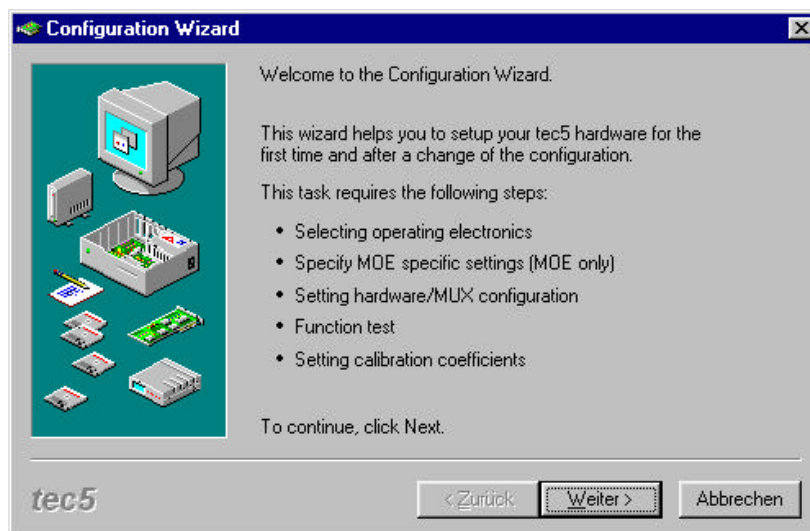 Configuration Wizard
Welcome to the Configuration Wizard.
This wizard helps you to setup your tec5 hardware for the
first time and after a change of the configuration.
This task requires the following steps:
• Selecting operating electronics
• Specify MOE specific settings (MOE only)
• Setting hardware/MUX configuration
• Function test
• Setting calibration coefficients
To continue, click Next.
tec5
< Zurück
Weiter >
Abbrechen